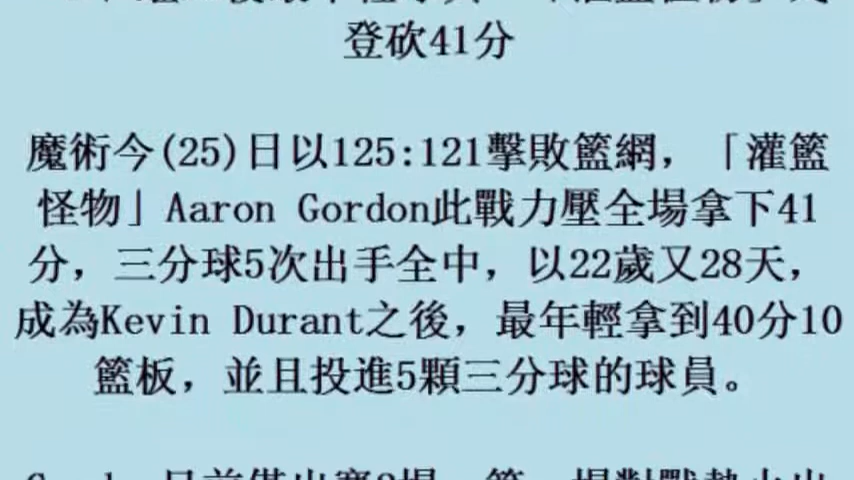 登砍41分
魔術今(25)日以125:121擊敗籃網，「灌籃
怪物」Aaron Gordon此戰力壓全場拿下41
分，三分球5次出手全中，以22歲又28天，
成為Kevin Durant之後，最年輕拿到40分10
籃板，並且投進5顆三分球的球員。